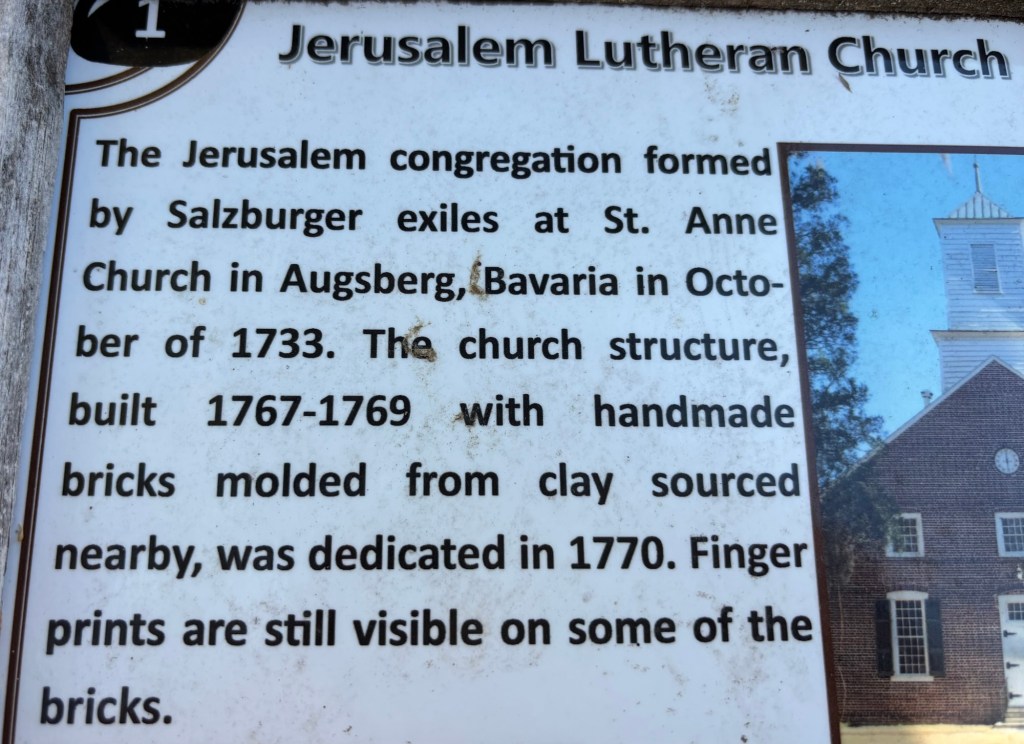 1
Jerusalem Lutheran Church
The Jerusalem congregation formed
by Salzburger exiles at St. Anne
Church in Augsberg, Bavaria in Octo-
ber of 1733. The church structure,
built 1767-1769 with handmade
bricks molded from clay sourced
nearby, was dedicated in 1770. Finger
prints are still visible on some of the
bricks.